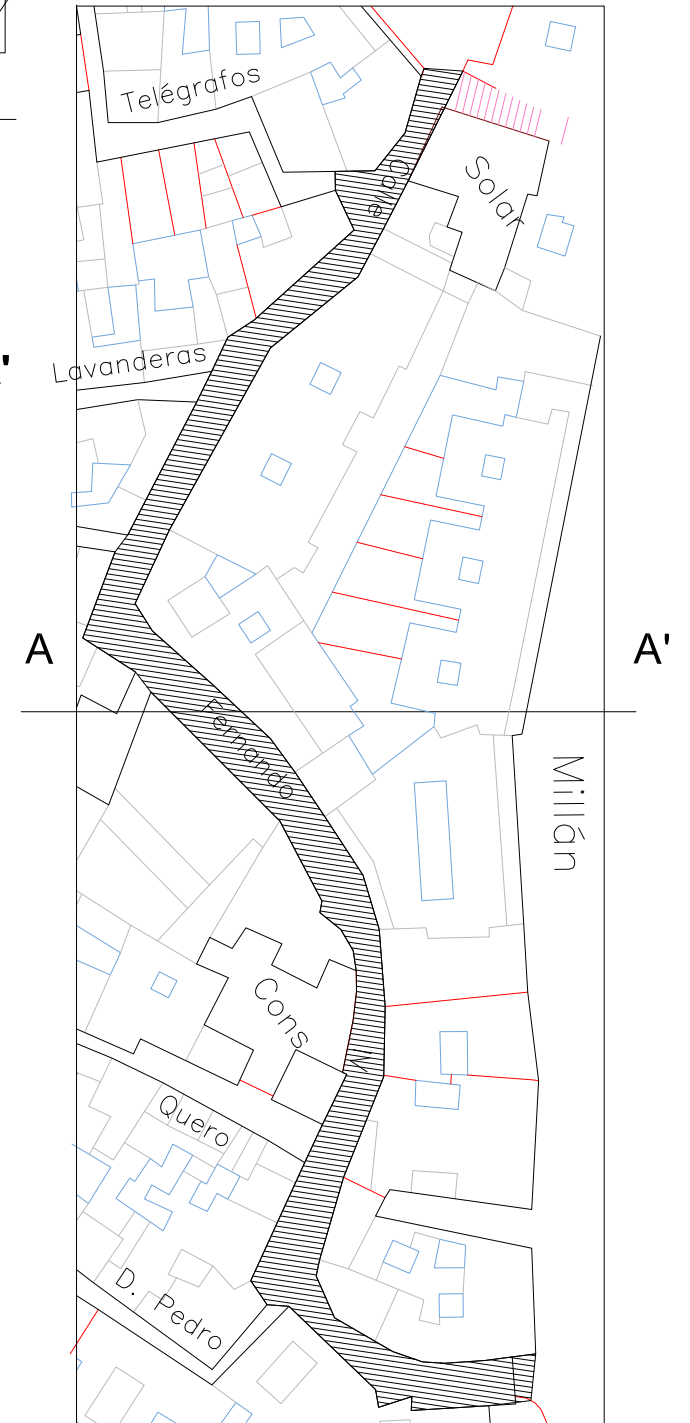 Telégrafos
Calle
Solar
Lavanderas
A
A'
Fernando
Millán
Cons
M
Quero
D. Pedro